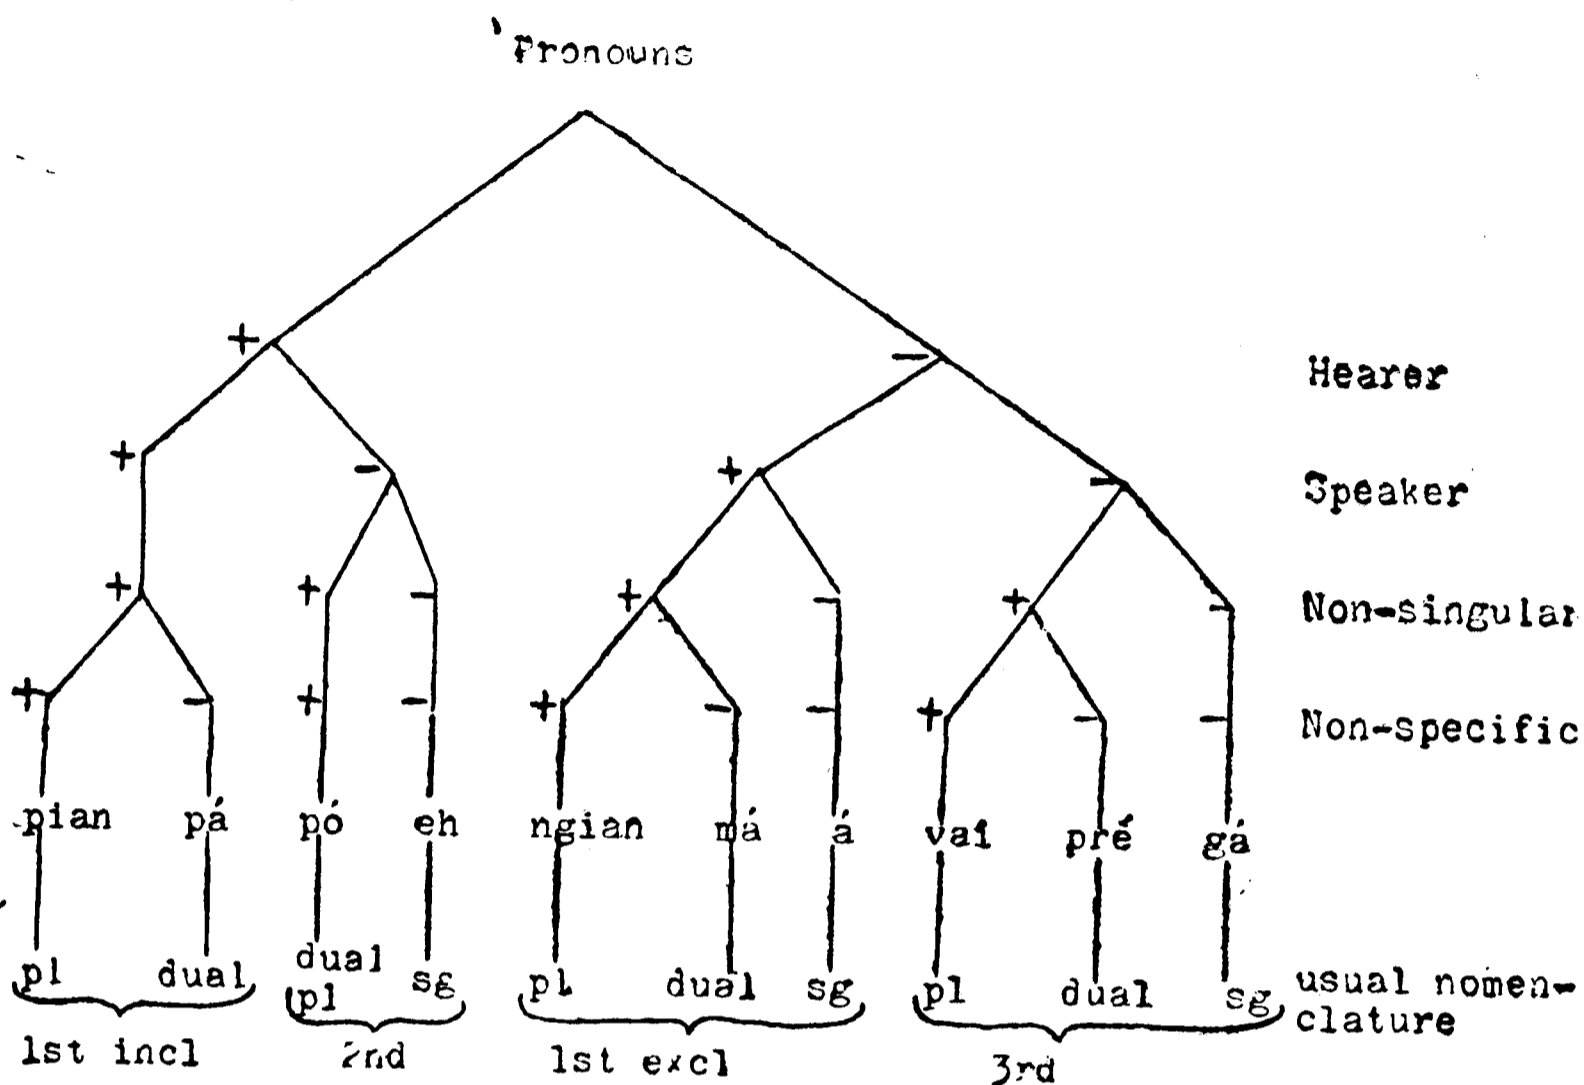 Pronouns
+ − Hearer
+ − + − Speaker
+ + − + − + − Non-singular
+ − + − + − − + − − Non-specific
pian pá pó eh ngian má á vaí pré gá
pl dual dual pl sg pl dual sg pl dual sg usual nomen-
clature
1st incl 2nd 1st excl 3rd